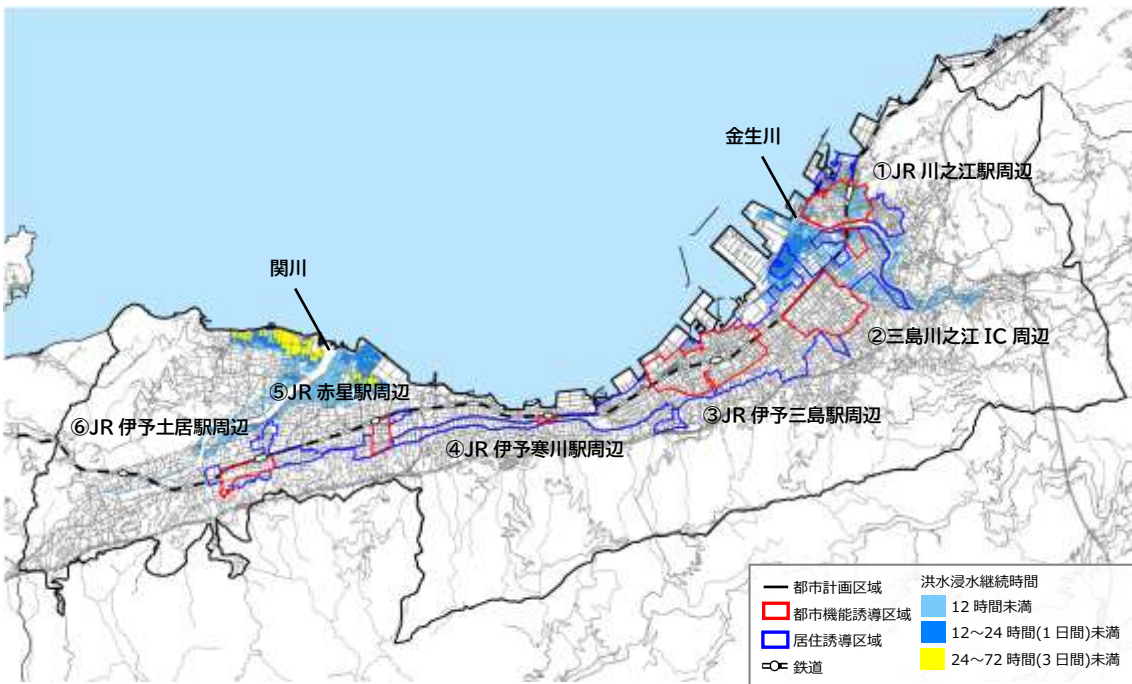 金生川
①JR 川之江駅周辺
関川
②三島川之江 IC 周辺
⑤JR 赤星駅周辺
③JR 伊予三島駅周辺
⑥JR 伊予土居駅周辺
④JR 伊予寒川駅周辺
都市計画区域
都市機能誘導区域
居住誘導区域
鉄道
洪水浸水継続時間
12 時間未満
12～24 時間(1 日間)未満
24～72 時間(3 日間)未満